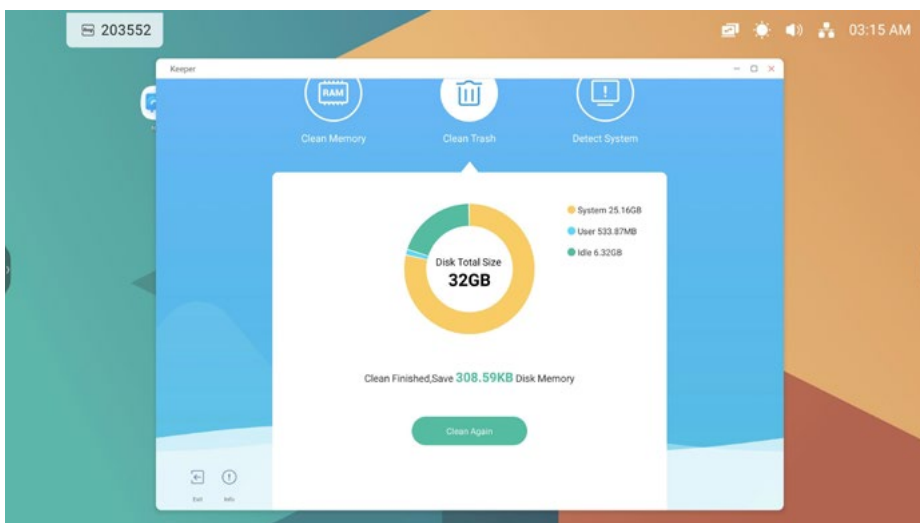 203552
03:15 AM
Keeper
RAM
Clean Memory
Clean Trash
Detect System
System 25.16GB
User 533.87MB
Idle 6.32GB
Disk Total Size
32GB
Clean Finished,Save 308.59KB Disk Memory
Clean Again
Exit
Info